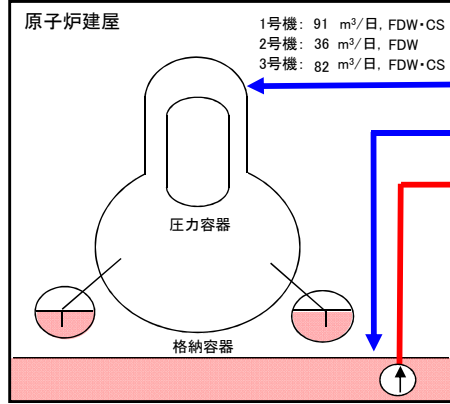 原子炉建屋
1号機: 91 m³/日, FDW・CS
2号機: 36 m³/日, FDW
3号機: 82 m³/日, FDW・CS
圧力容器
格納容器